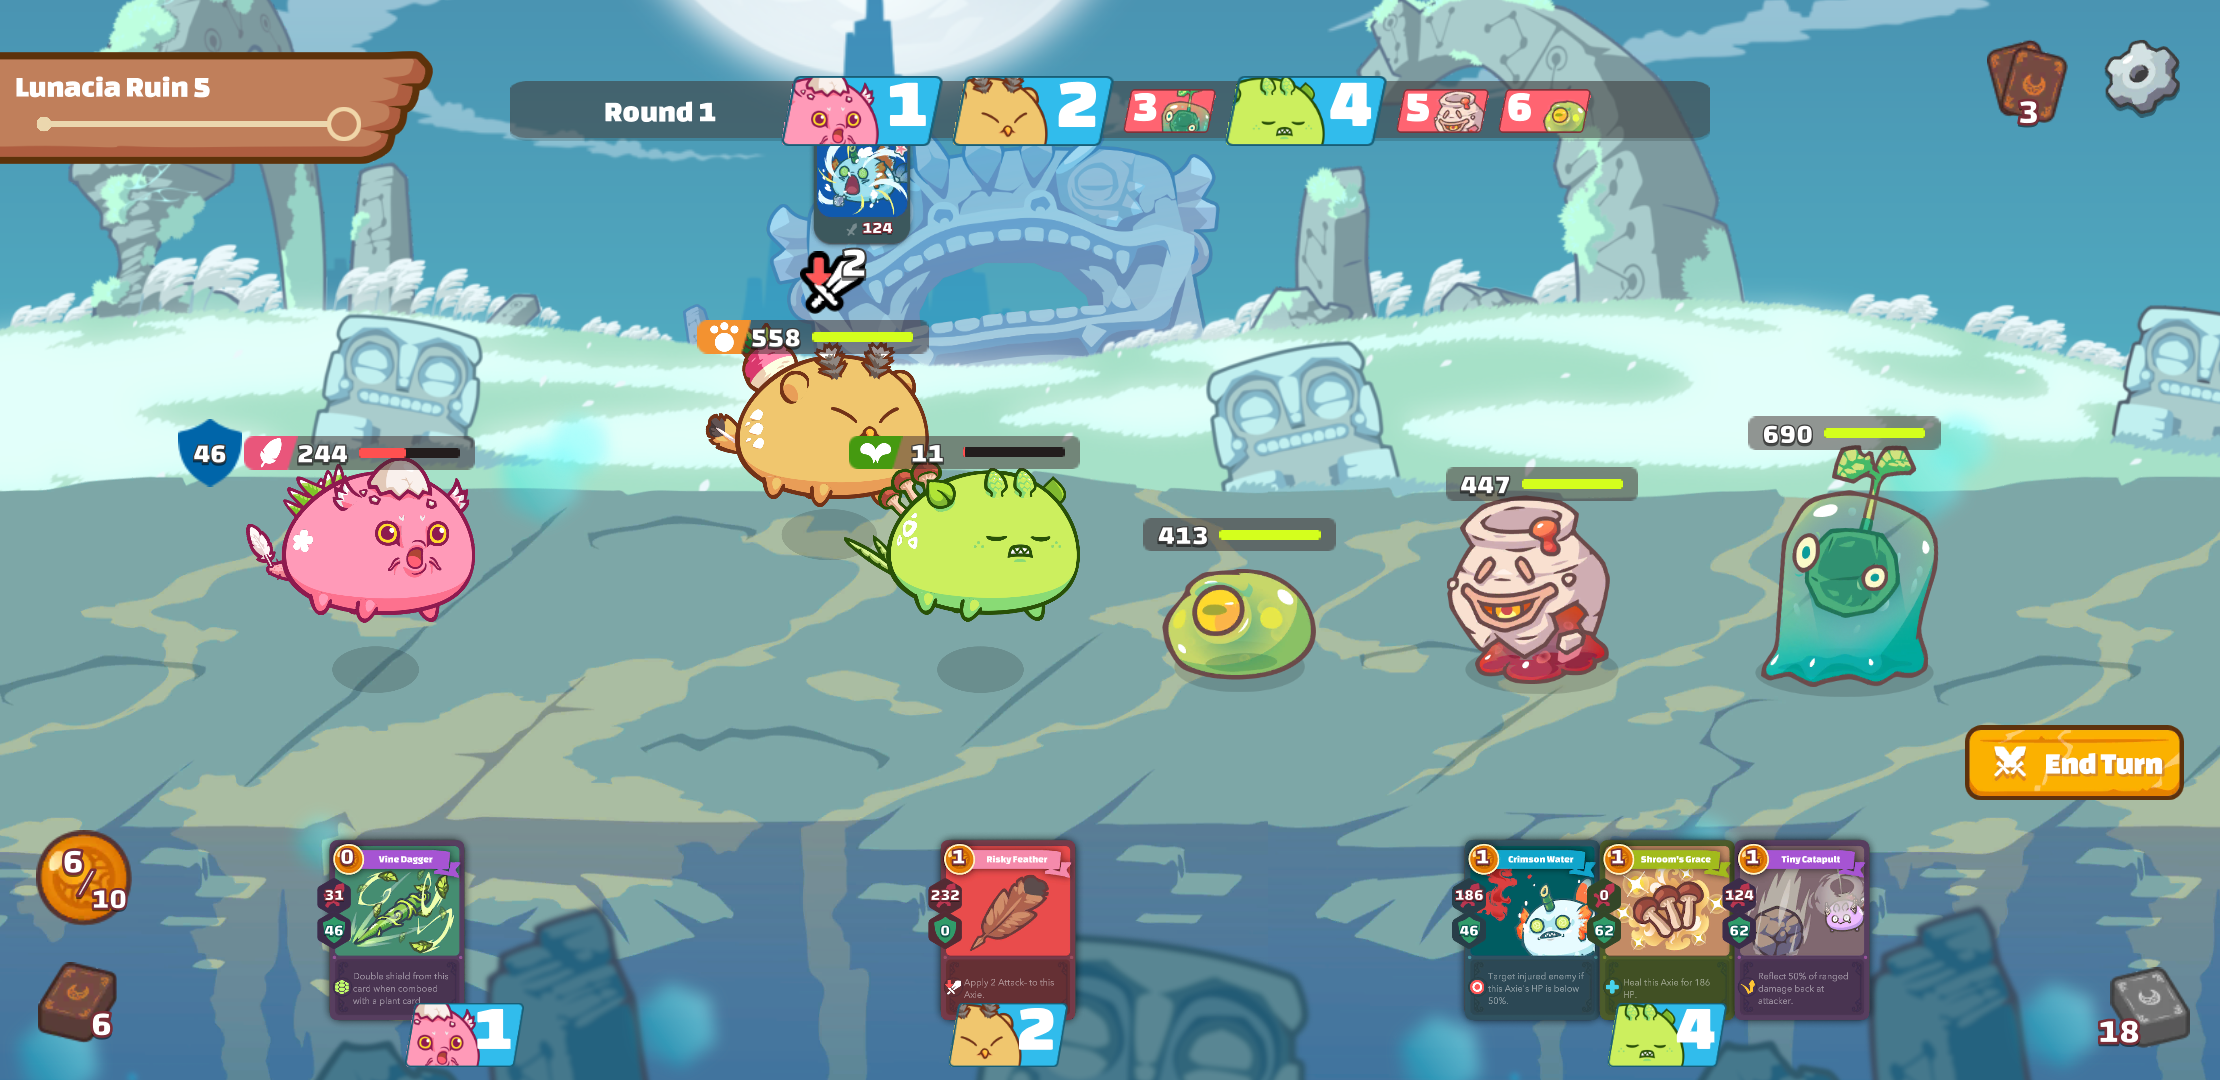 Lunacia Ruin 5
Round 1
1
2
3
4
5
6
3
124
2
558
46
244
11
413
447
690
End Turn
6/10
6
18
0
Vine Dagger
31
46
Double shield from this
card when comboed
with a plant card
1
1
Risky Feather
232
0
Apply 2 Attack- to this
Axie.
2
1
Crimson Water
186
46
Target injured enemy if
this Axie's HP is below
50%.
1
Shroom's Grace
0
62
Heal this Axie for 186
HP.
1
Tiny Catapult
124
62
Reflect 50% of ranged
damage back at
attacker.
4